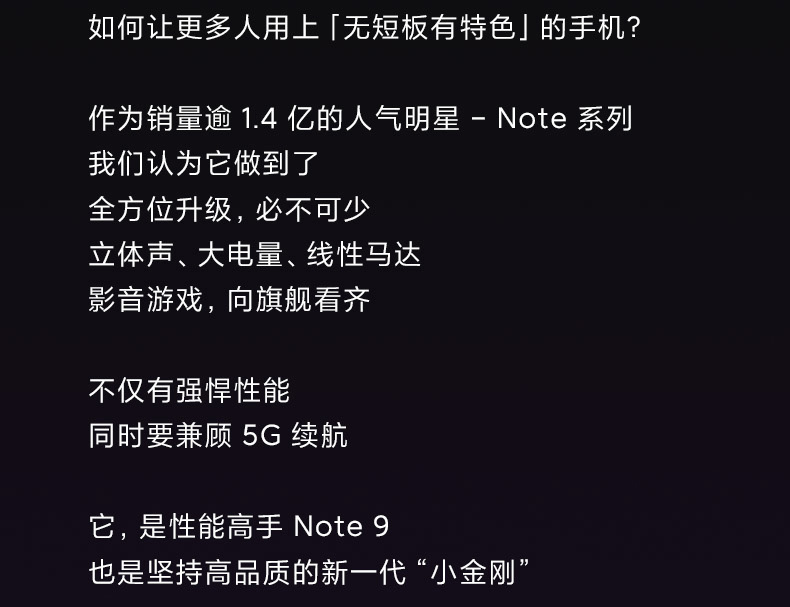 如何让更多人用上「无短板有特色」的手机？
作为销量逾 1.4 亿的人气明星 – Note 系列
我们认为它做到了
全方位升级，必不可少
立体声、大电量、线性马达
影音游戏，向旗舰看齐
不仅有强悍性能
同时要兼顾 5G 续航
它，是性能高手 Note 9
也是坚持高品质的新一代 “小金刚”